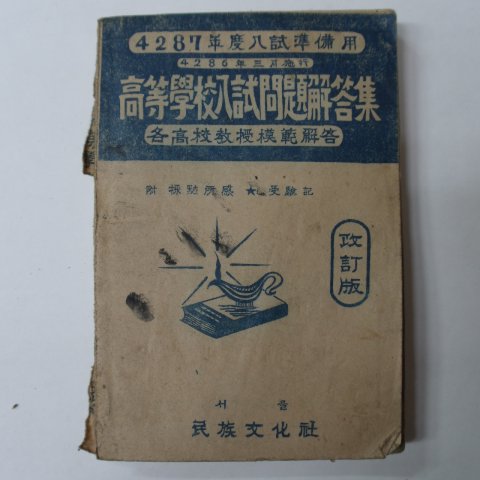 4287年度入試準備用
4286年三月施行
高等學校入試問題解答集
各高校教授模範解答
附 採點所感 ★ 受驗記
改訂版
서울
民族文化社